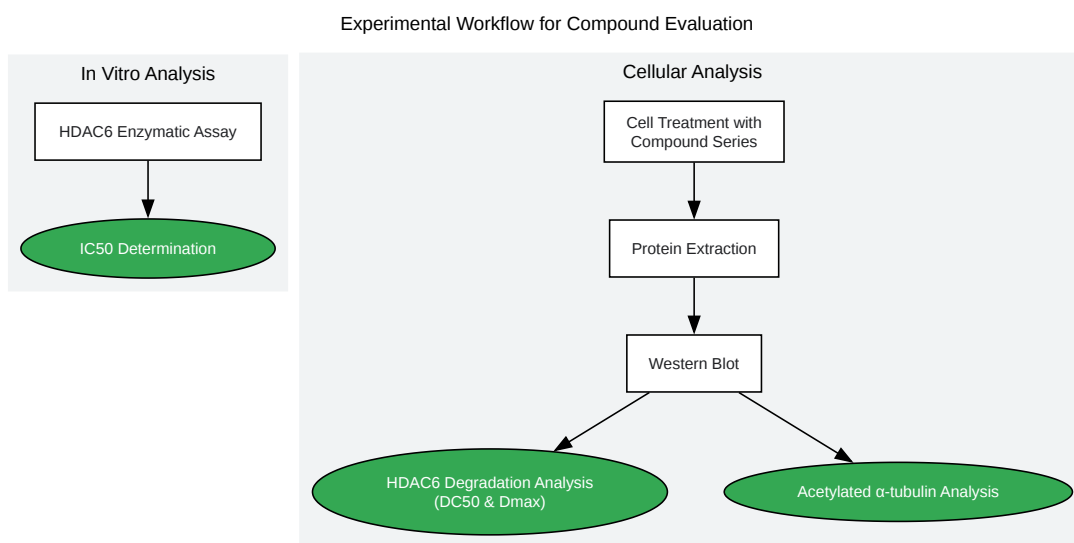 Experimental Workflow for Compound Evaluation
In Vitro Analysis
HDAC6 Enzymatic Assay
IC50 Determination
Cellular Analysis
Cell Treatment with
Compound Series
Protein Extraction
Western Blot
HDAC6 Degradation Analysis
(DC50 & Dmax)
Acetylated α-tubulin Analysis